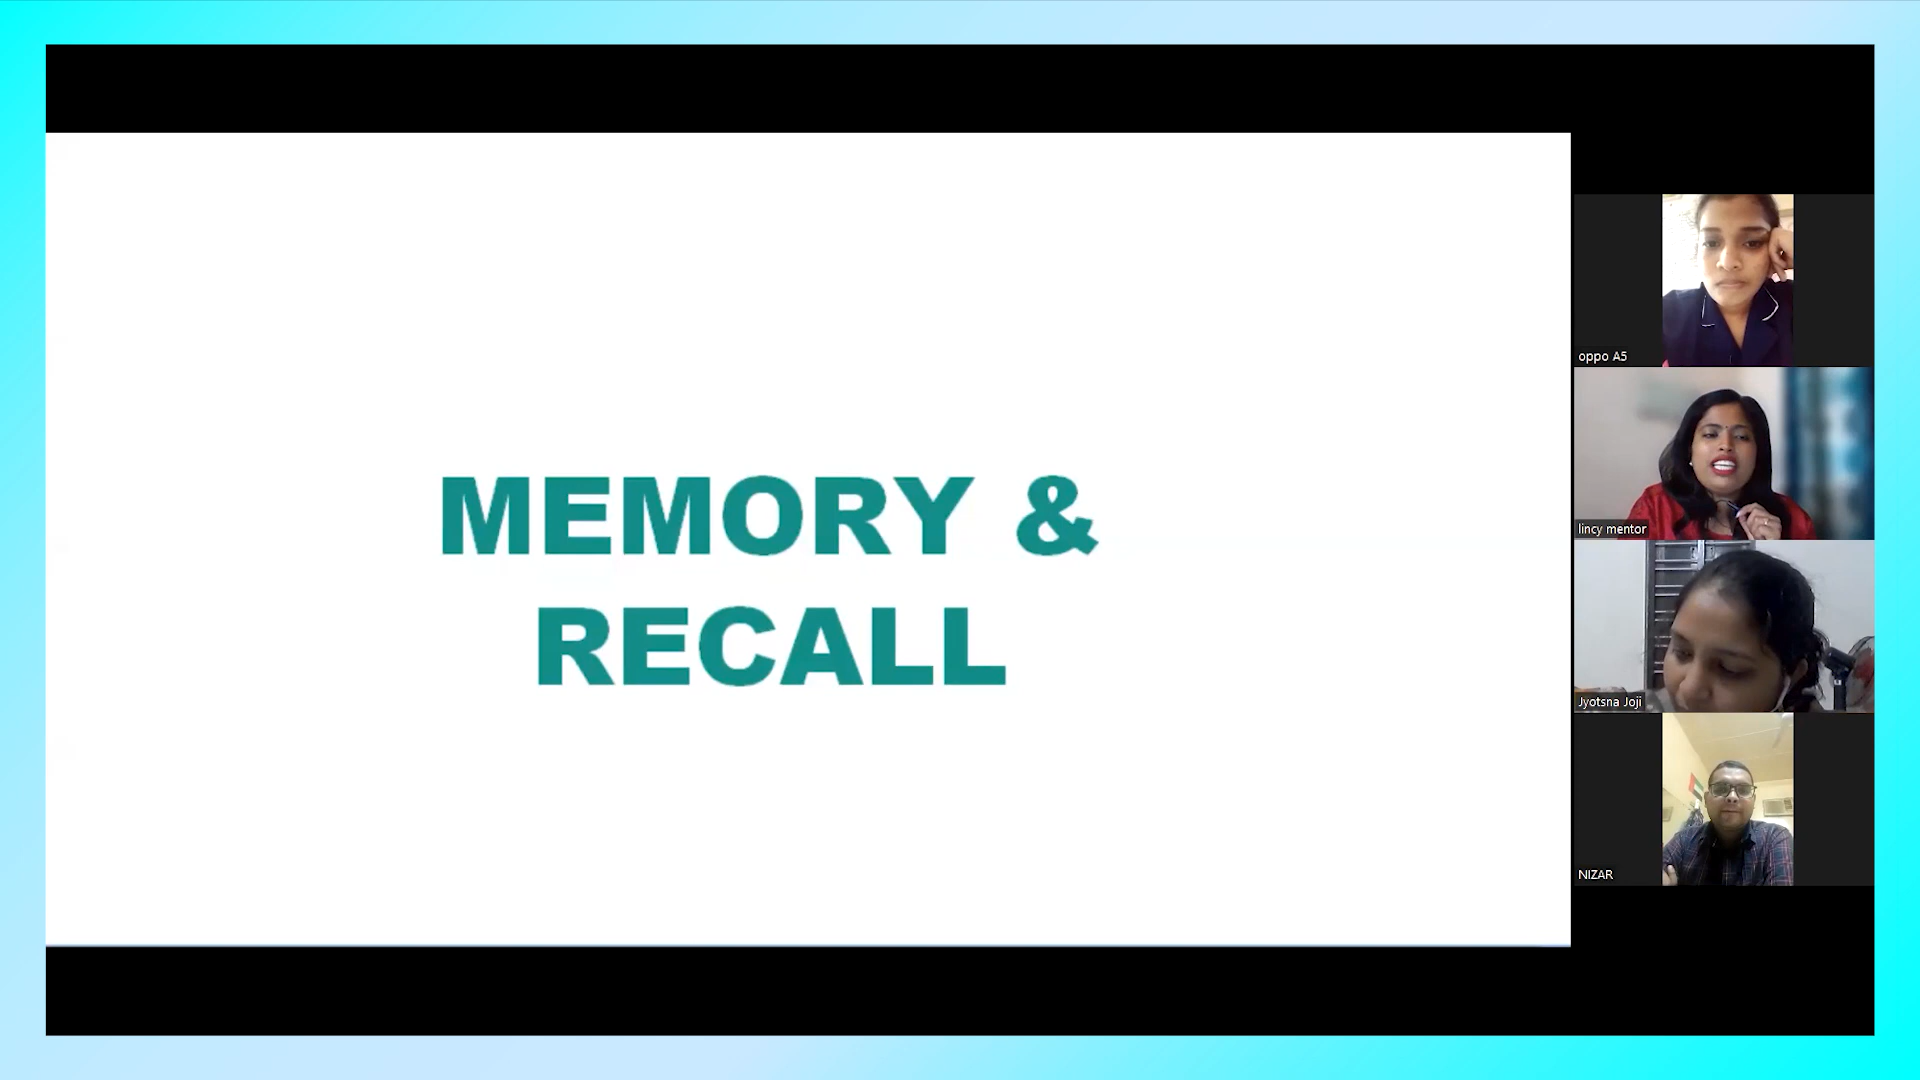 MEMORY &
RECALL
oppo A5
lincy mentor
Jyotsna Joji
NIZAR